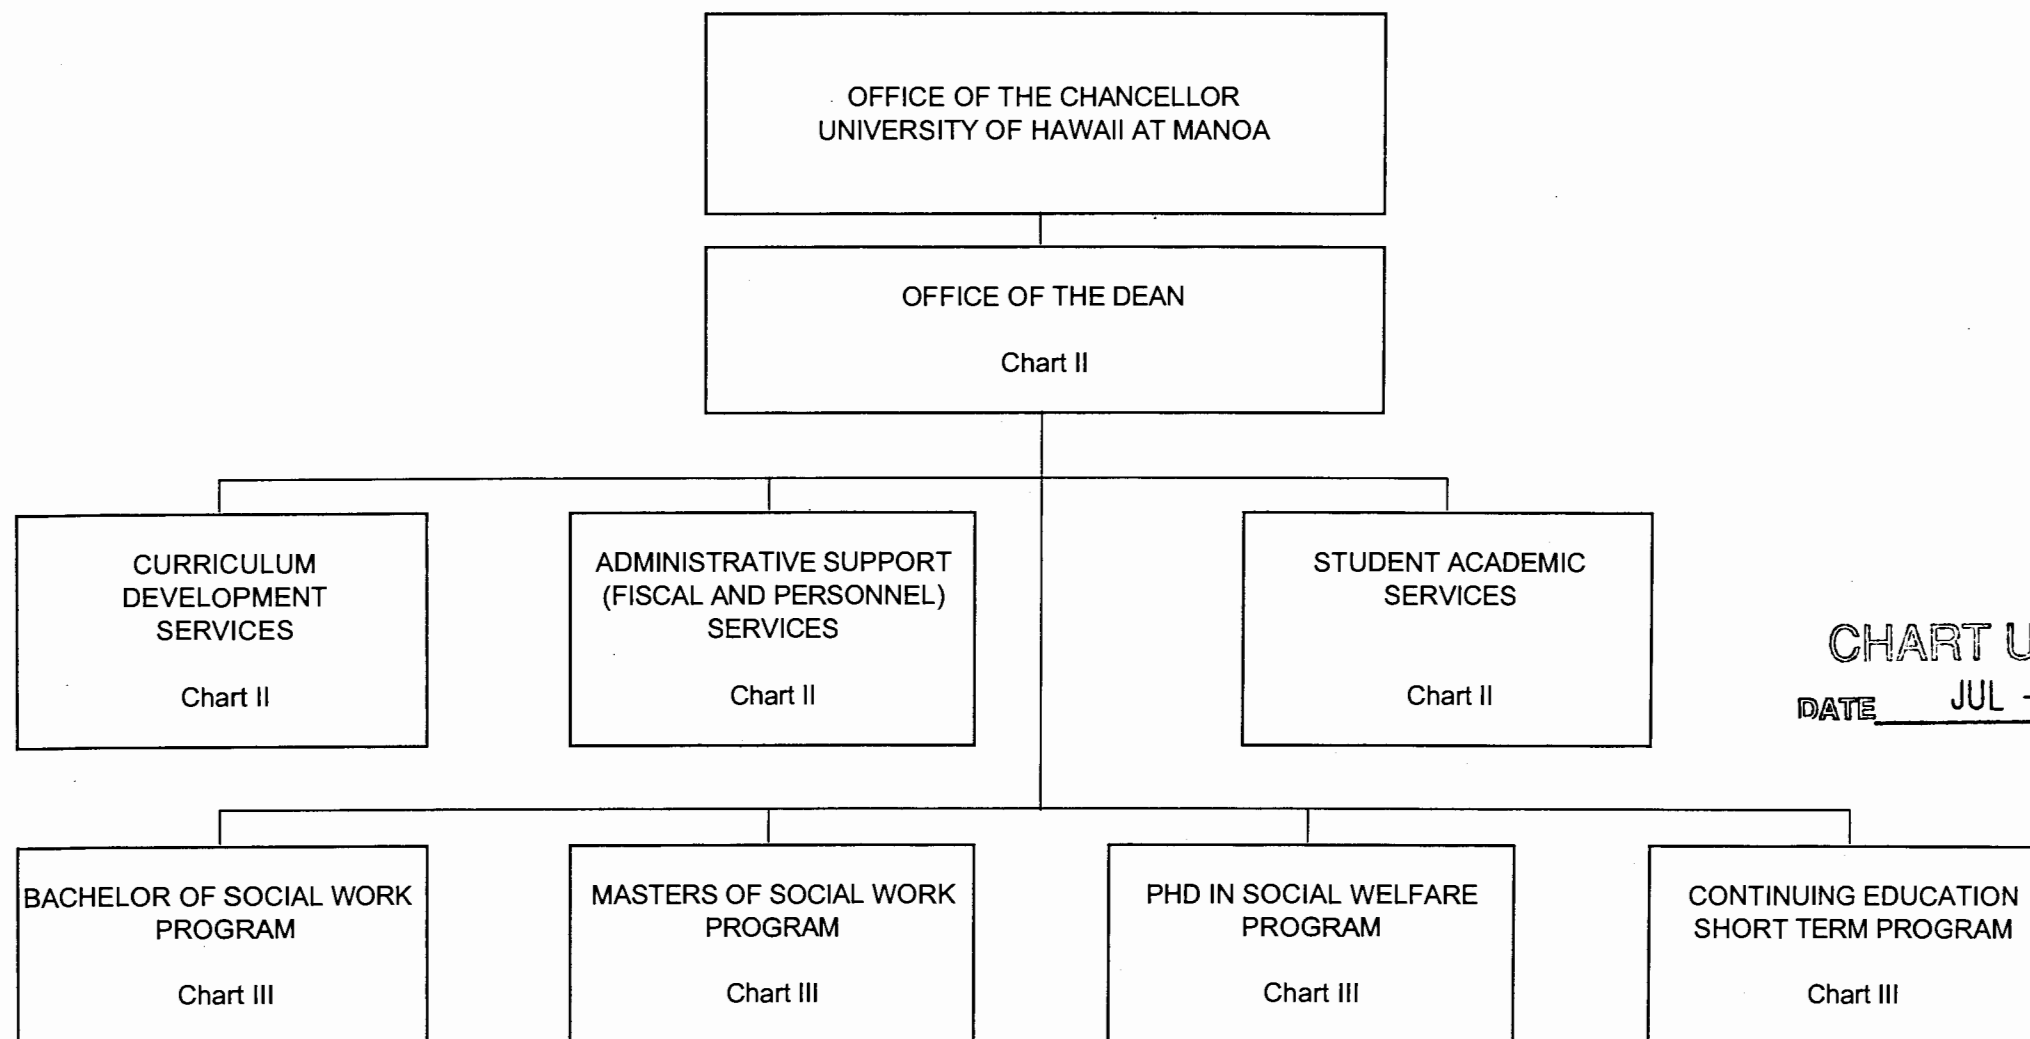 OFFICE OF THE CHANCELLOR
UNIVERSITY OF HAWAII AT MANOA
OFFICE OF THE DEAN
Chart II
CURRICULUM
DEVELOPMENT
SERVICES
Chart II
ADMINISTRATIVE SUPPORT
(FISCAL AND PERSONNEL)
SERVICES
Chart II
STUDENT ACADEMIC
SERVICES
Chart II
CHART U
DATE JUL -
BACHELOR OF SOCIAL WORK
PROGRAM
Chart III
MASTERS OF SOCIAL WORK
PROGRAM
Chart III
PHD IN SOCIAL WELFARE
PROGRAM
Chart III
CONTINUING EDUCATION
SHORT TERM PROGRAM
Chart III